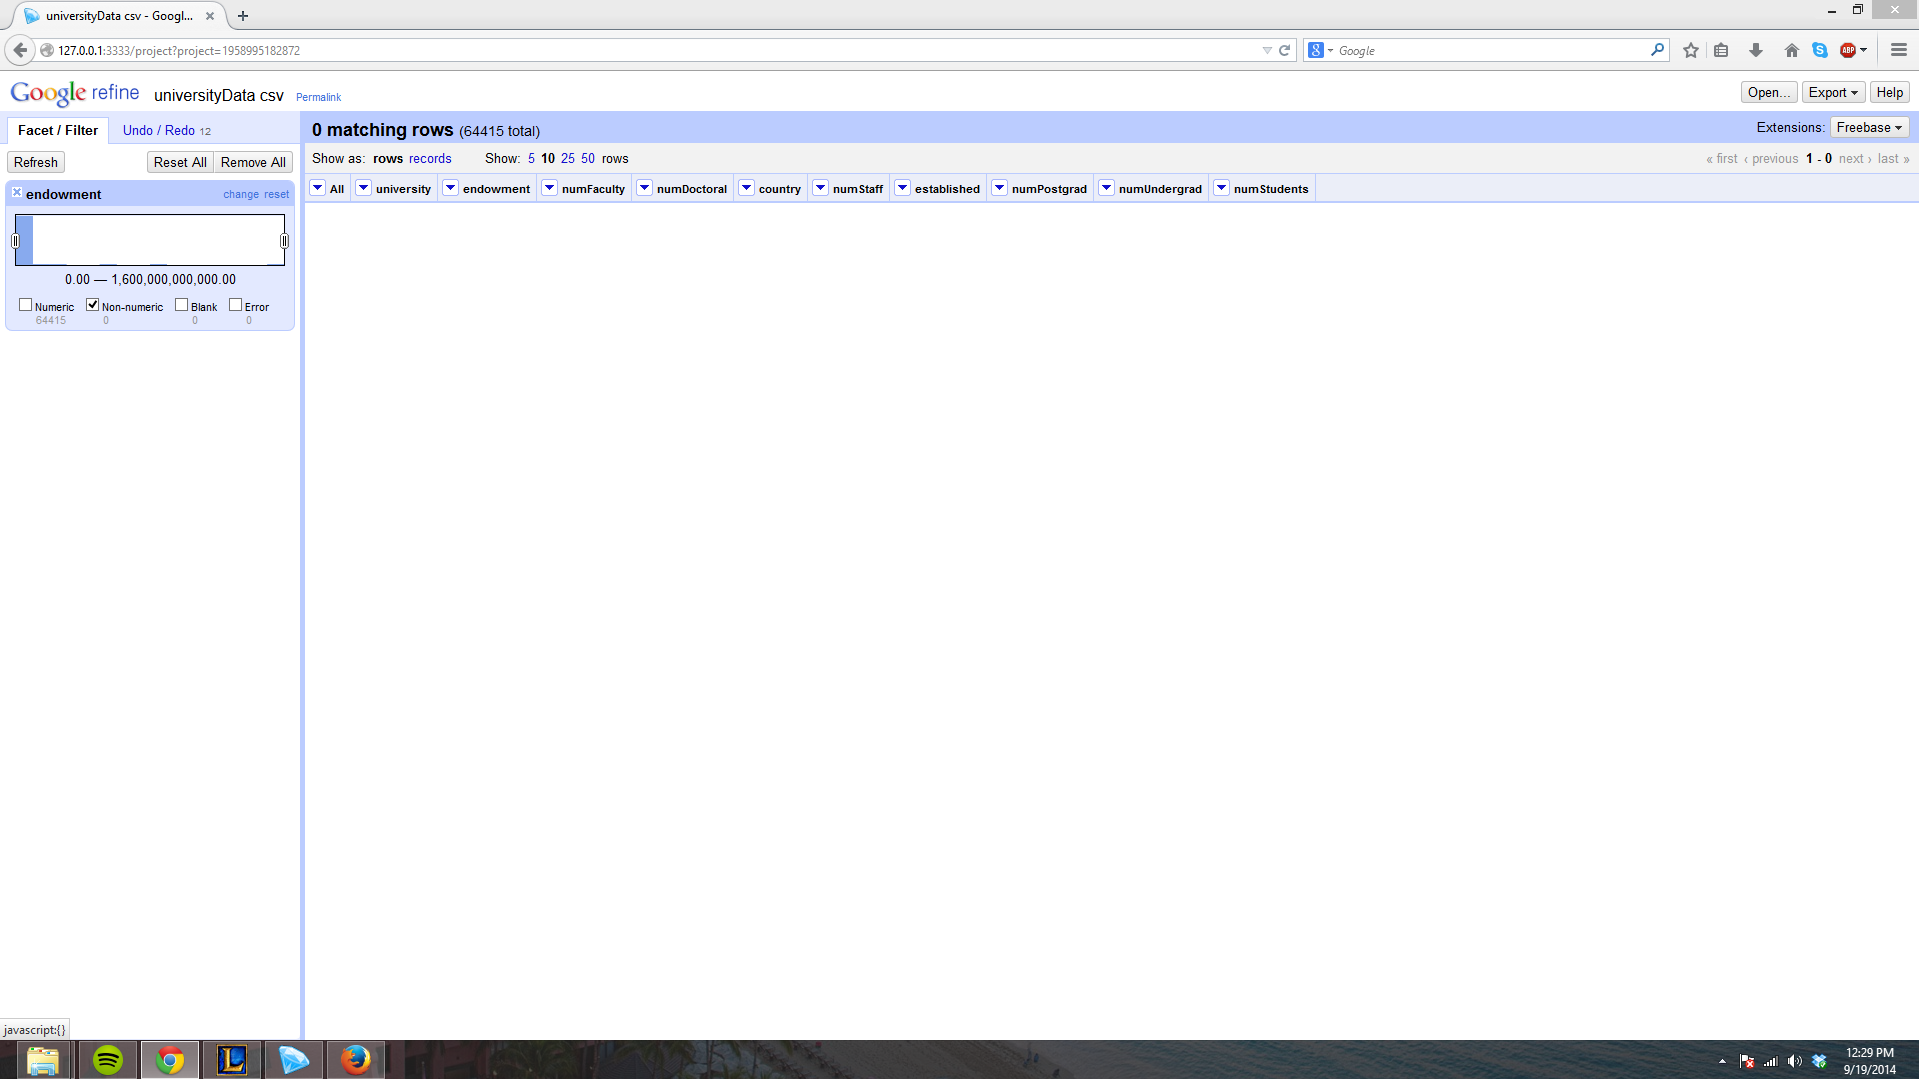 universityData csv - Googl...
127.0.0.1:3333/project?project=1958995182872
Google
Google refine universityData csv Permalink
Open... Export Help
Facet / Filter Undo / Redo 12
0 matching rows (64415 total)
Extensions: Freebase
Refresh Reset All Remove All
Show as: rows records Show: 5 10 25 50 rows
« first ‹ previous 1 - 0 next › last »
endowment change reset
All university endowment numFaculty numDoctoral country numStaff established numPostgrad numUndergrad numStudents
0.00 — 1,600,000,000,000.00
Numeric Non-numeric Blank Error
64415 0 0 0
javascript:{}
12:29 PM
9/19/2014